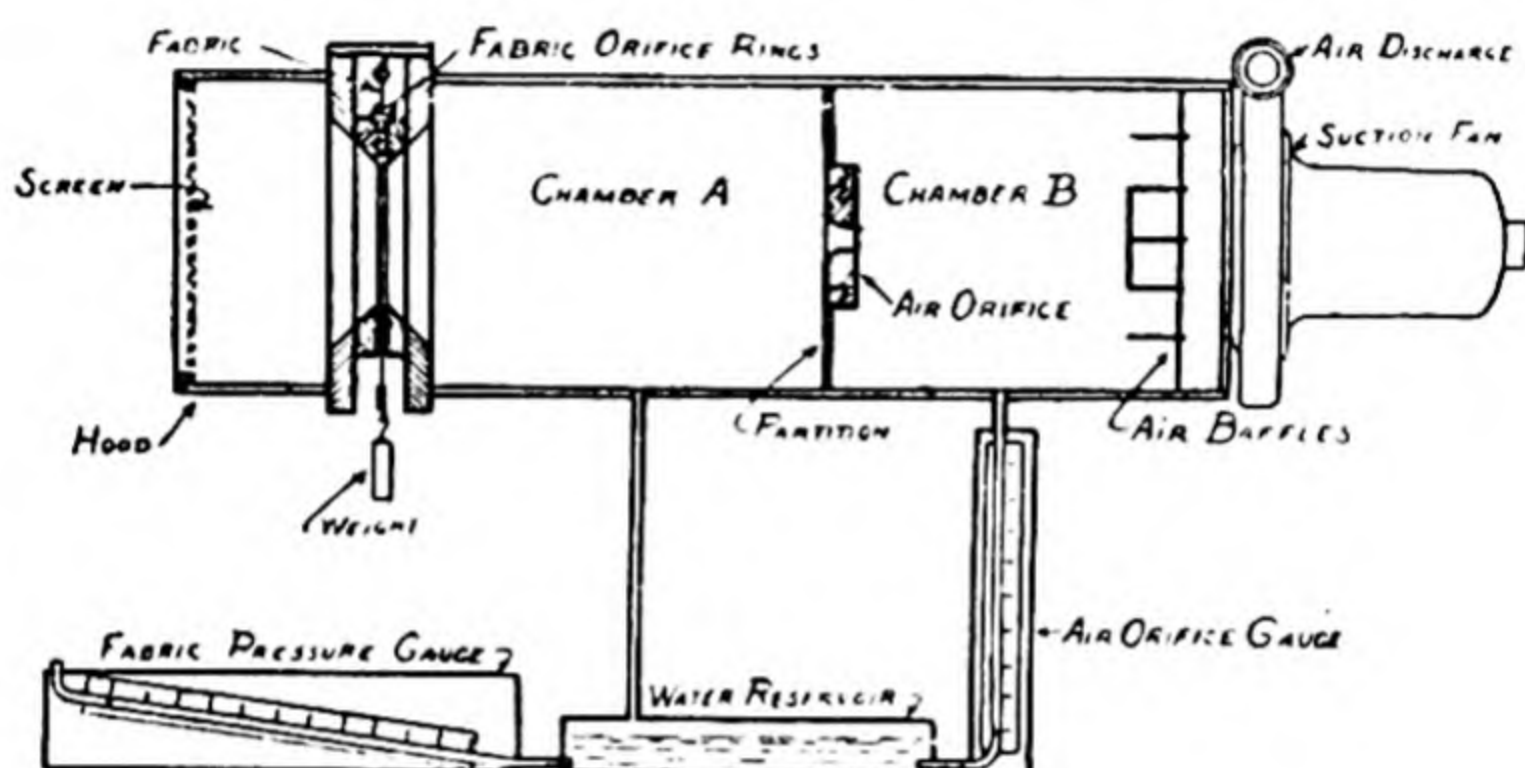 FABRIC
FABRIC ORIFICE RINGS
AIR DISCHARGE
SUCTION FAN
SCREEN
CHAMBER A
CHAMBER B
AIR ORIFICE
HOOD
PARTITION
AIR BAFFLES
WEIGHT
AIR ORIFICE GAUGE
FABRIC PRESSURE GAUGE
WATER RESERVOIR